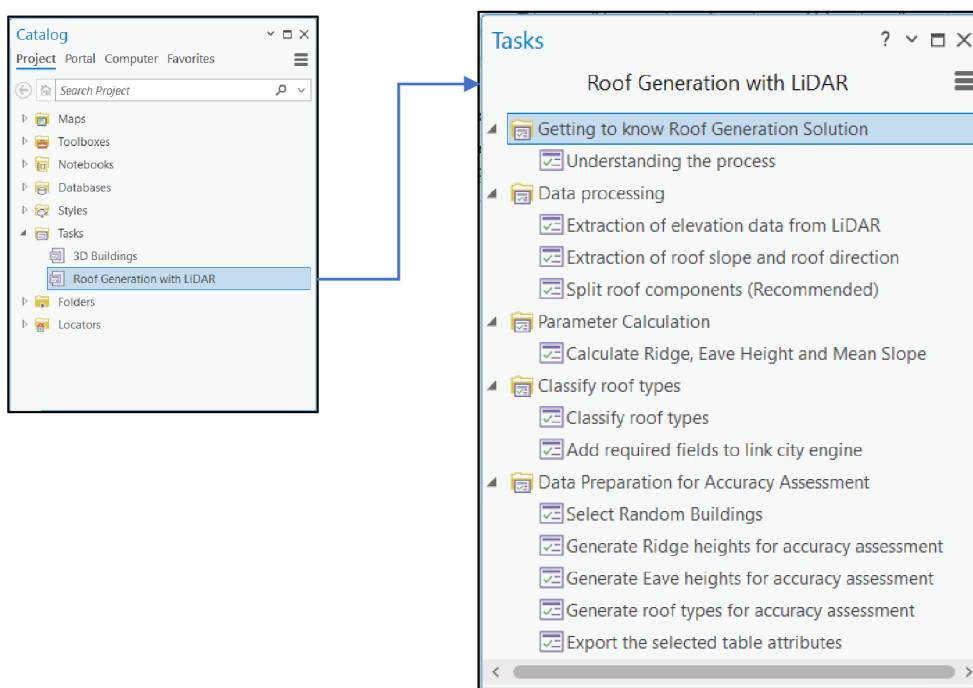 Catalog
Project Portal Computer Favorites
Search Project
Maps
Toolboxes
Notebooks
Databases
Styles
Tasks
3D Buildings
Roof Generation with LiDAR
Folders
Locators
Tasks
?
Roof Generation with LiDAR
Getting to know Roof Generation Solution
Understanding the process
Data processing
Extraction of elevation data from LiDAR
Extraction of roof slope and roof direction
Split roof components (Recommended)
Parameter Calculation
Calculate Ridge, Eave Height and Mean Slope
Classify roof types
Classify roof types
Add required fields to link city engine
Data Preparation for Accuracy Assessment
Select Random Buildings
Generate Ridge heights for accuracy assessment
Generate Eave heights for accuracy assessment
Generate roof types for accuracy assessment
Export the selected table attributes